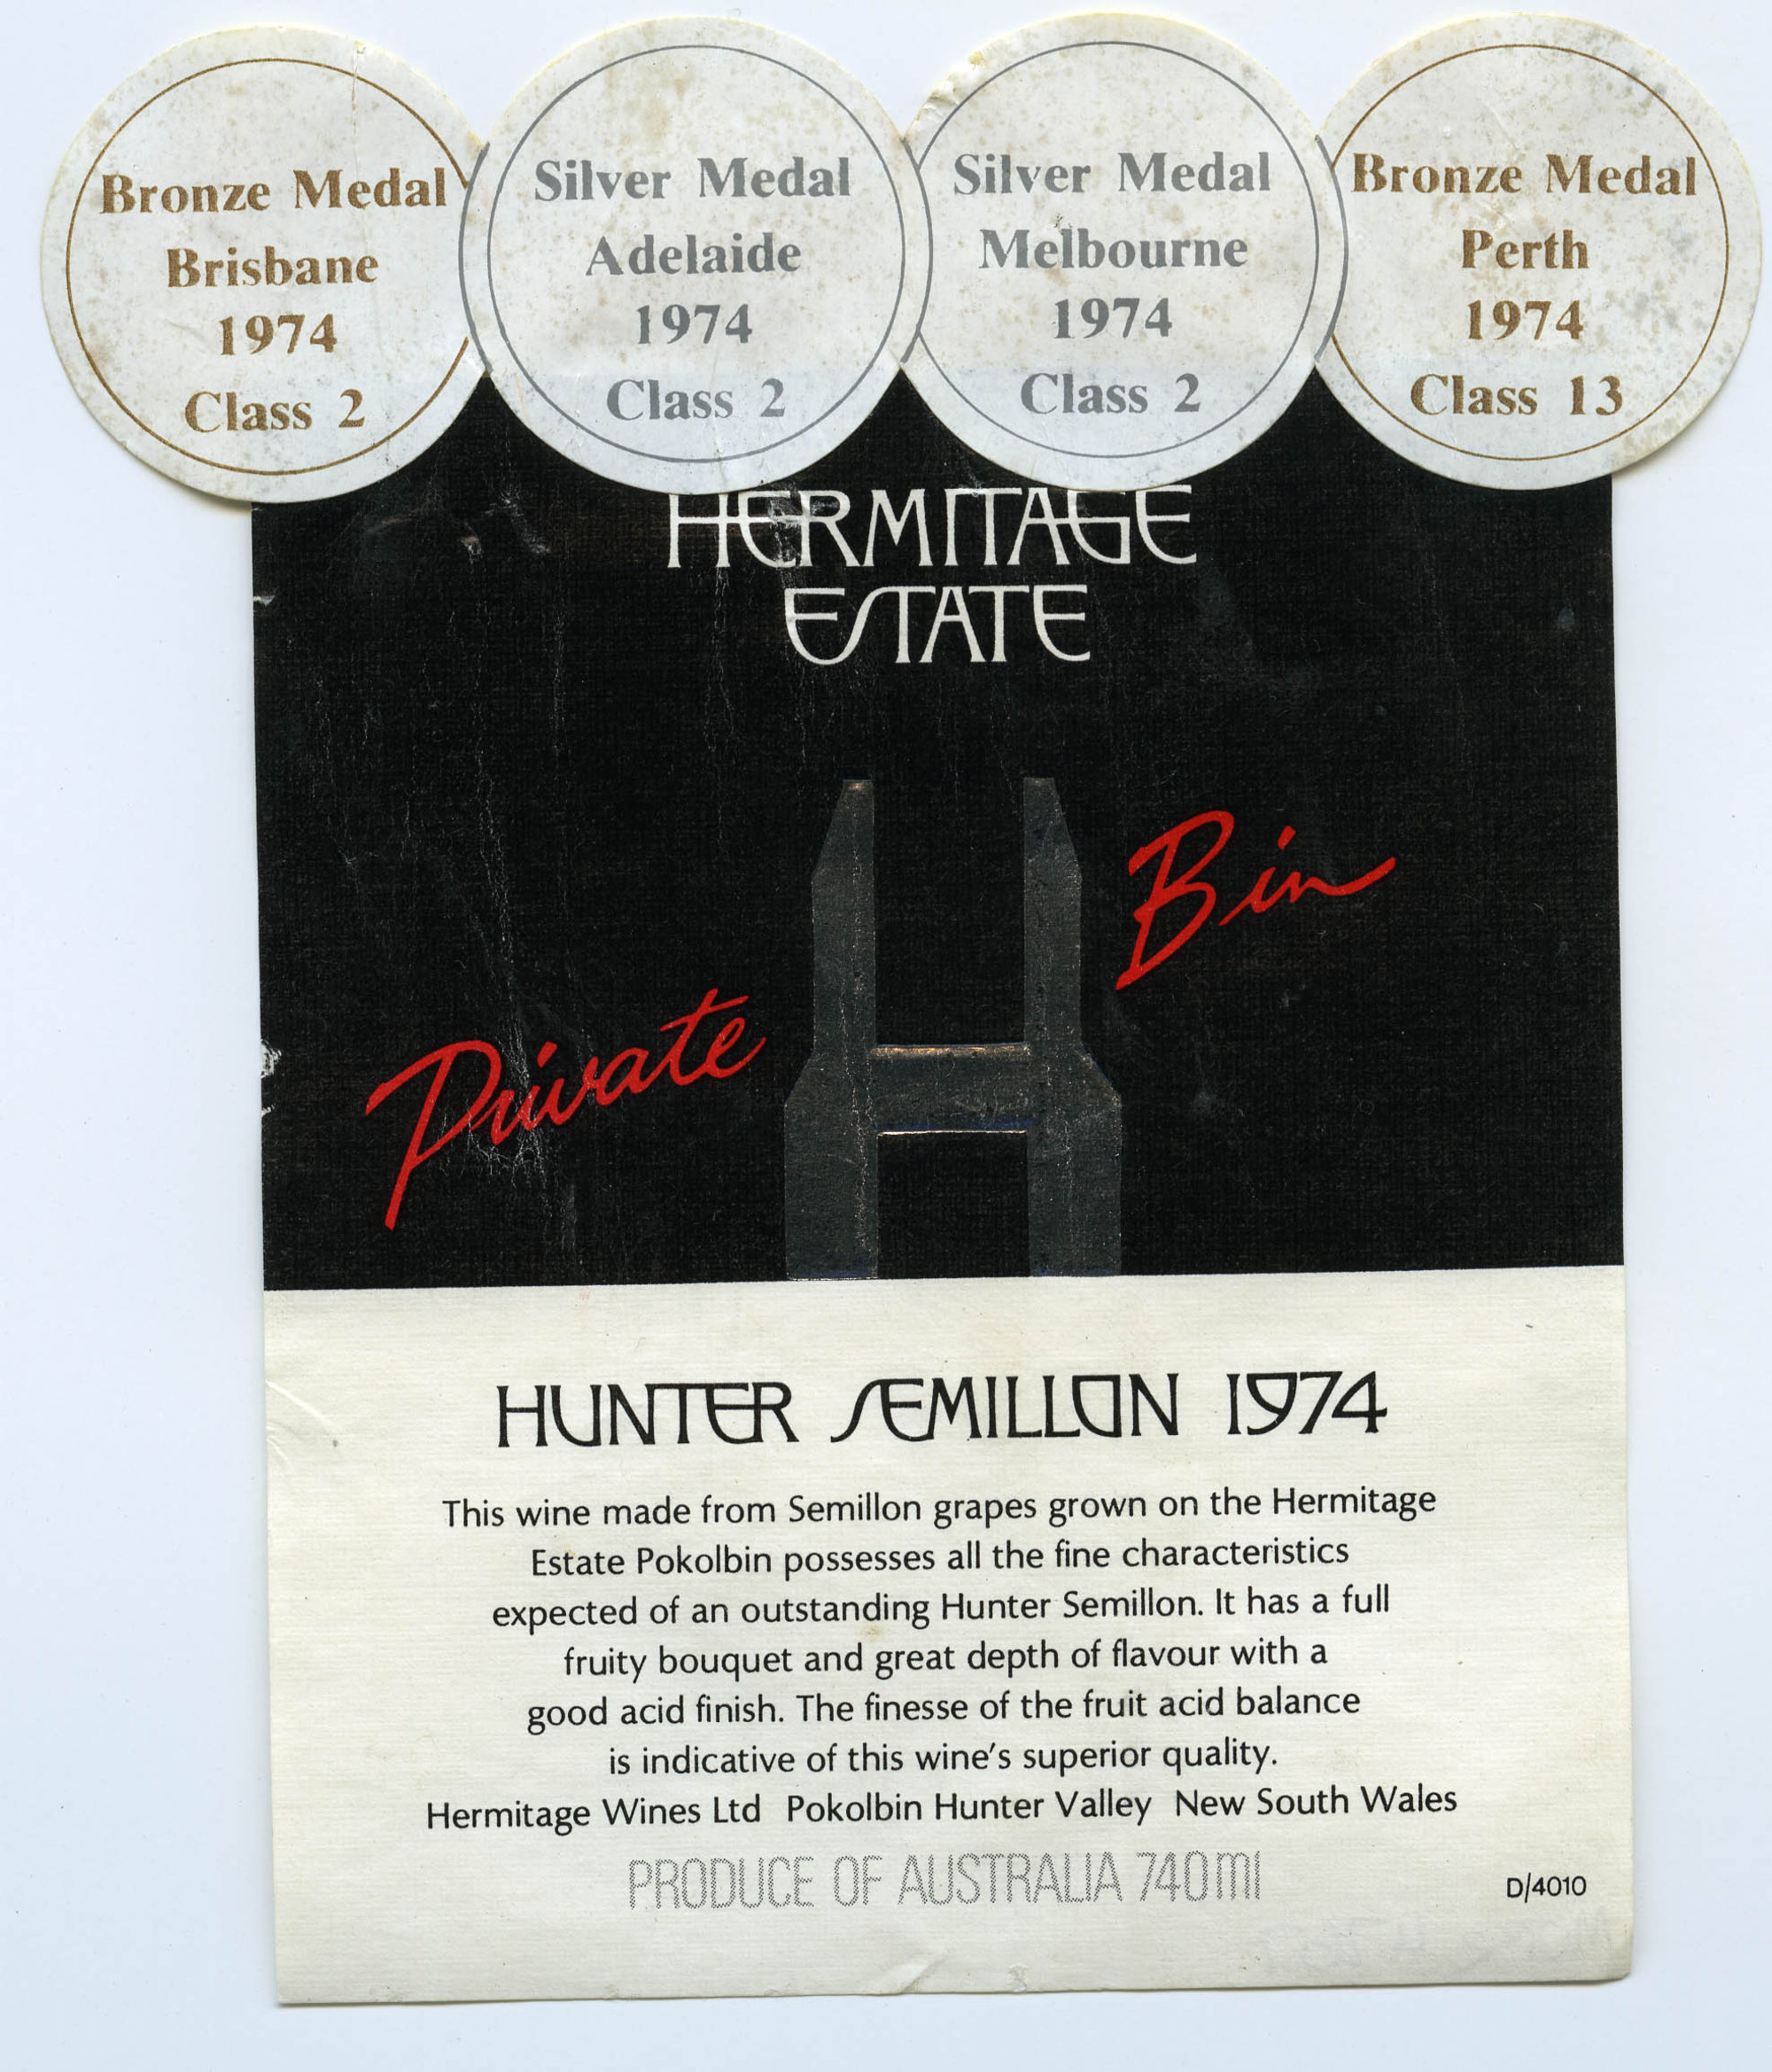 Bronze Medal
Brisbane
1974
Class 2
Silver Medal
Adelaide
1974
Class 2
Silver Medal
Melbourne
1974
Class 2
Bronze Medal
Perth
1974
Class 13
HERMITAGE
ESTATE
Private Bin
H
HUNTER SEMILLON 1974
This wine made from Semillon grapes grown on the Hermitage
Estate Pokolbin possesses all the fine characteristics
expected of an outstanding Hunter Semillon. It has a full
fruity bouquet and great depth of flavour with a
good acid finish. The finesse of the fruit acid balance
is indicative of this wine's superior quality.
Hermitage Wines Ltd Pokolbin Hunter Valley New South Wales
PRODUCE OF AUSTRALIA 740ml
D/4010